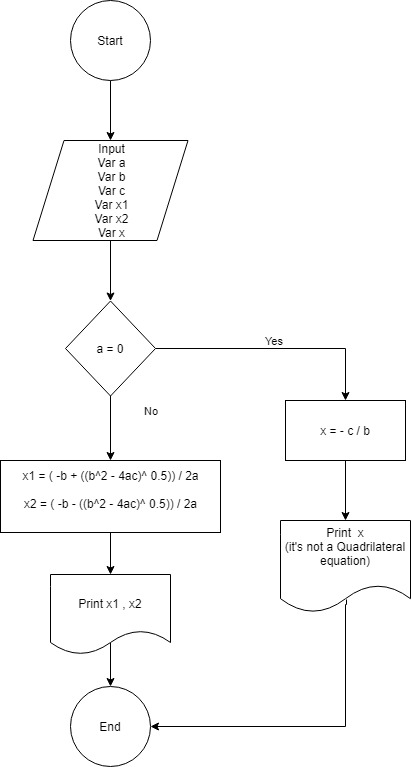 Start
Input
Var a
Var b
Var c
Var x1
Var x2
Var x
a = 0
Yes
No
x = - c / b
x1 = ( -b + ((b^2 - 4ac)^ 0.5)) / 2a
x2 = ( -b - ((b^2 - 4ac)^ 0.5)) / 2a
Print x
(it's not a Quadrilateral
equation)
Print x1 , x2
End